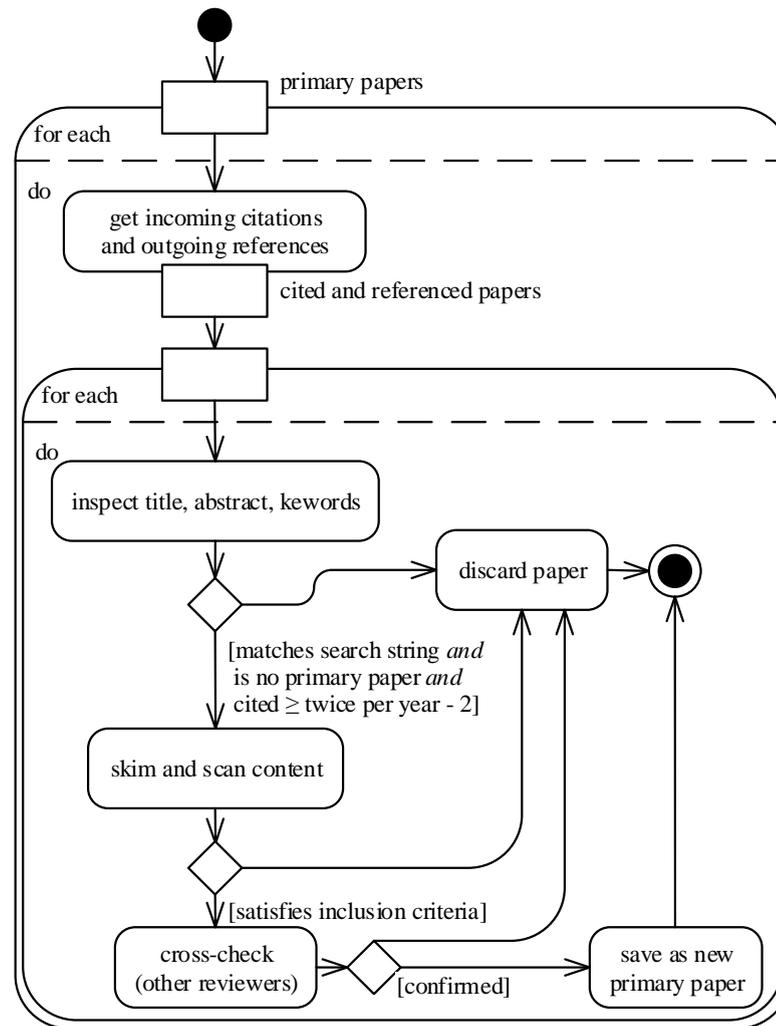 primary papers
for each
do
get incoming citations
and outgoing references
cited and referenced papers
for each
do
inspect title, abstract, kewords
discard paper
[matches search string and
is no primary paper and
cited ≥ twice per year - 2]
skim and scan content
[satisfies inclusion criteria]
cross-check
(other reviewers)
[confirmed]
save as new
primary paper